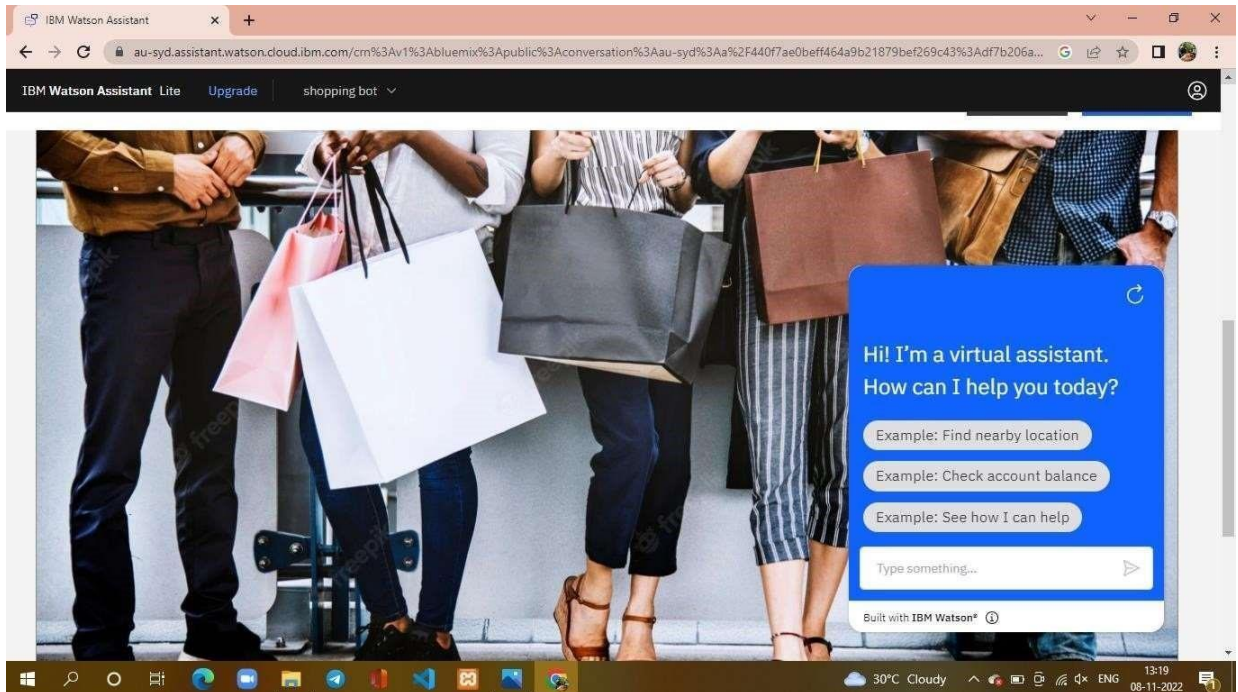 IBM Watson Assistant
au-syd.assistant.watson.cloud.ibm.com/crn%3Av1%3Abluemix%3Apublic%3Aconversation%3Aau-syd%3Aa%2F440f7ae0beff464a9b21879bef269c43%3Adf7b206a...
IBM Watson Assistant Lite Upgrade shopping bot
Hi! I'm a virtual assistant.
How can I help you today?
Example: Find nearby location
Example: Check account balance
Example: See how I can help
Type something...
Built with IBM Watson®
30°C Cloudy ENG
13:19
08-11-2022